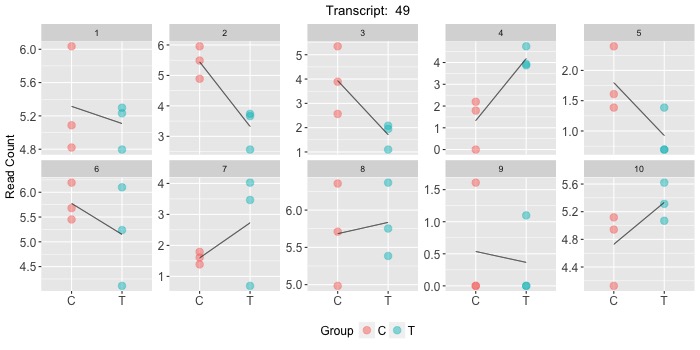 Transcript: 49
1 2 3 4 5
6.0 5.6 5.2 4.8
6 5 4 3
5 4 3 2 1
4 3 2 1 0
2.0 1.5 1.0
Read Count
6 7 8 9 10
6.0 5.5 5.0 4.5
4 3 2 1
6.0 5.5 5.0
1.5 1.0 0.5 0.0
5.6 5.2 4.8 4.4
C T C T C T C T C T
Group C T